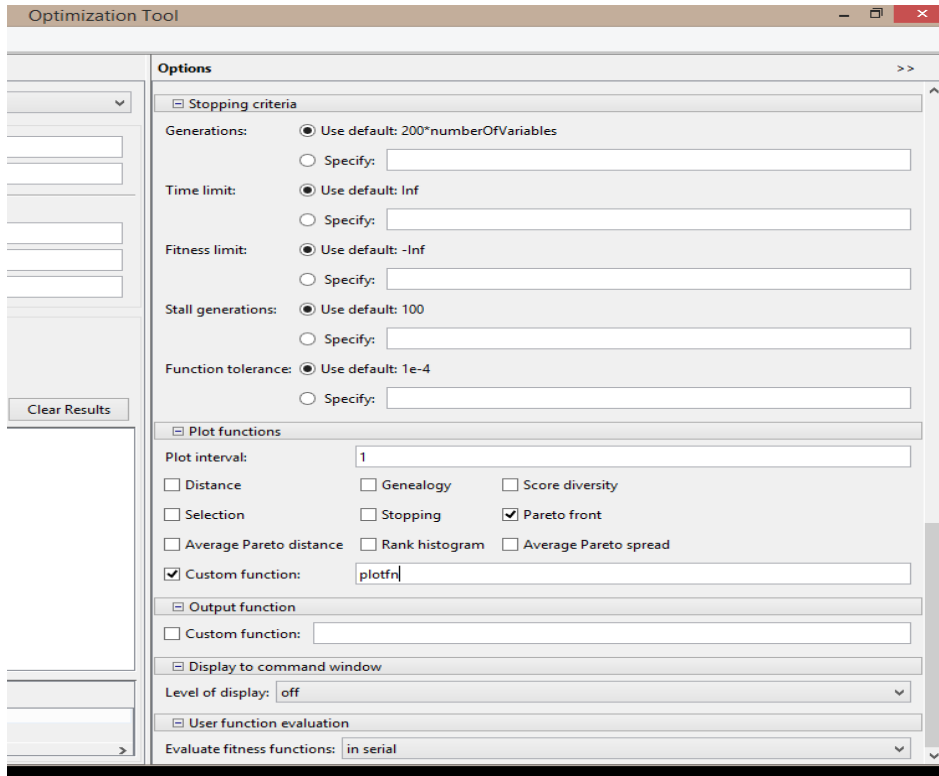 Optimization Tool
Options >>
Stopping criteria
Generations: Use default: 200*numberOfVariables
Specify:
Time limit: Use default: Inf
Specify:
Fitness limit: Use default: -Inf
Specify:
Stall generations: Use default: 100
Specify:
Function tolerance: Use default: 1e-4
Specify:
Clear Results
Plot functions
Plot interval: 1
Distance Genealogy Score diversity
Selection Stopping Pareto front
Average Pareto distance Rank histogram Average Pareto spread
Custom function: plotfn
Output function
Custom function:
Display to command window
Level of display: off
User function evaluation
Evaluate fitness functions: in serial